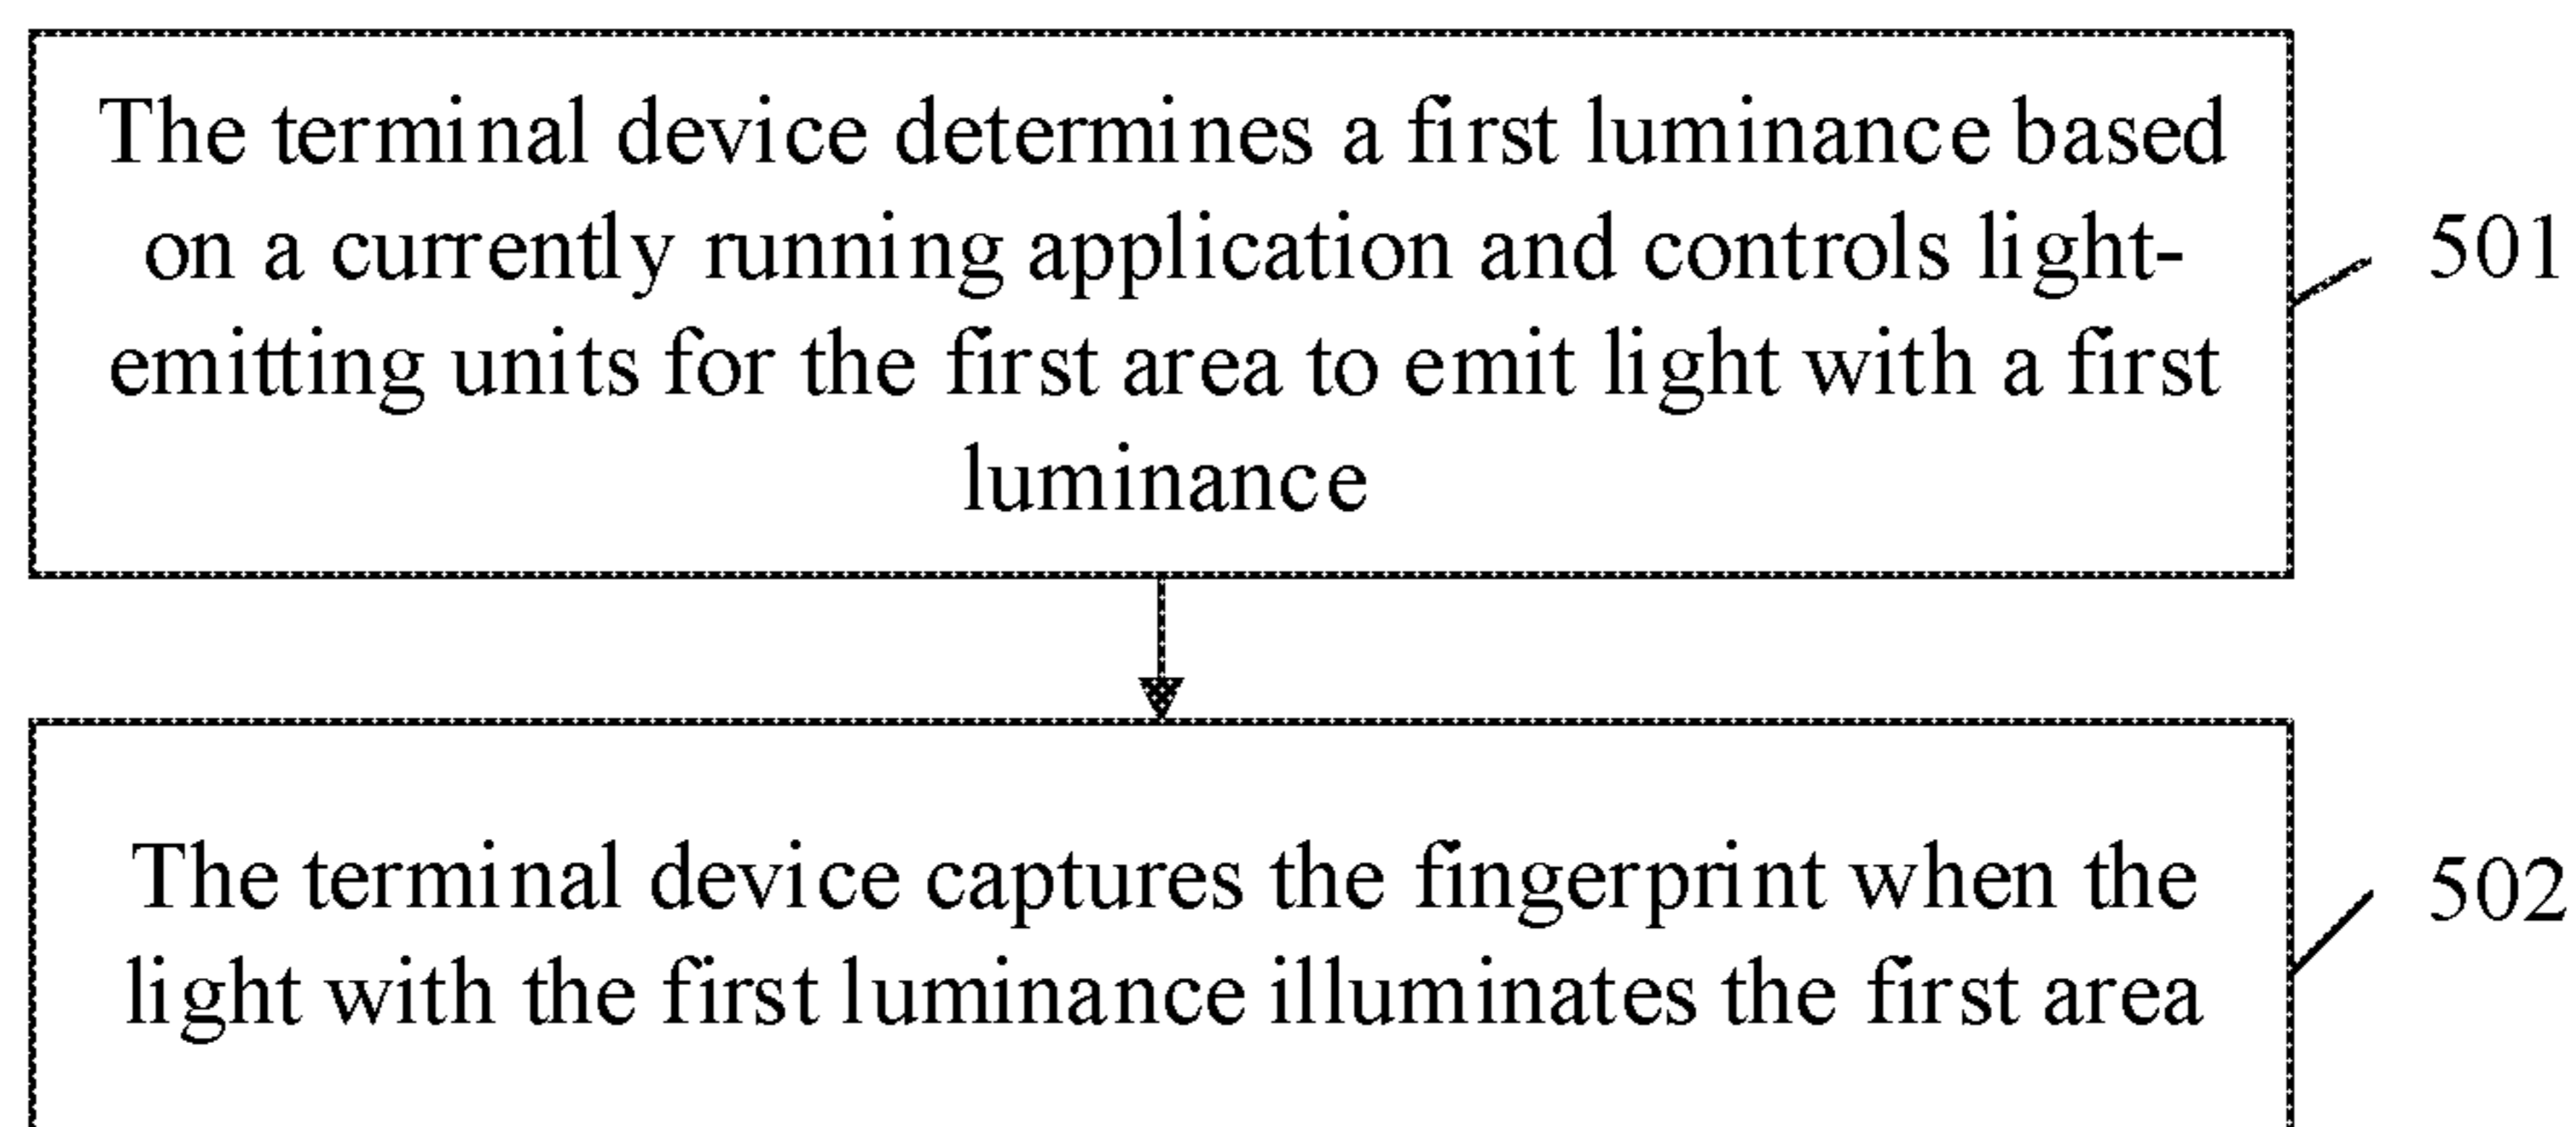 The terminal device determines a first luminance based
on a currently running application and controls light-
emitting units for the first area to emit light with a first
luminance
501
The terminal device captures the fingerprint when the
light with the first luminance illuminates the first area
502